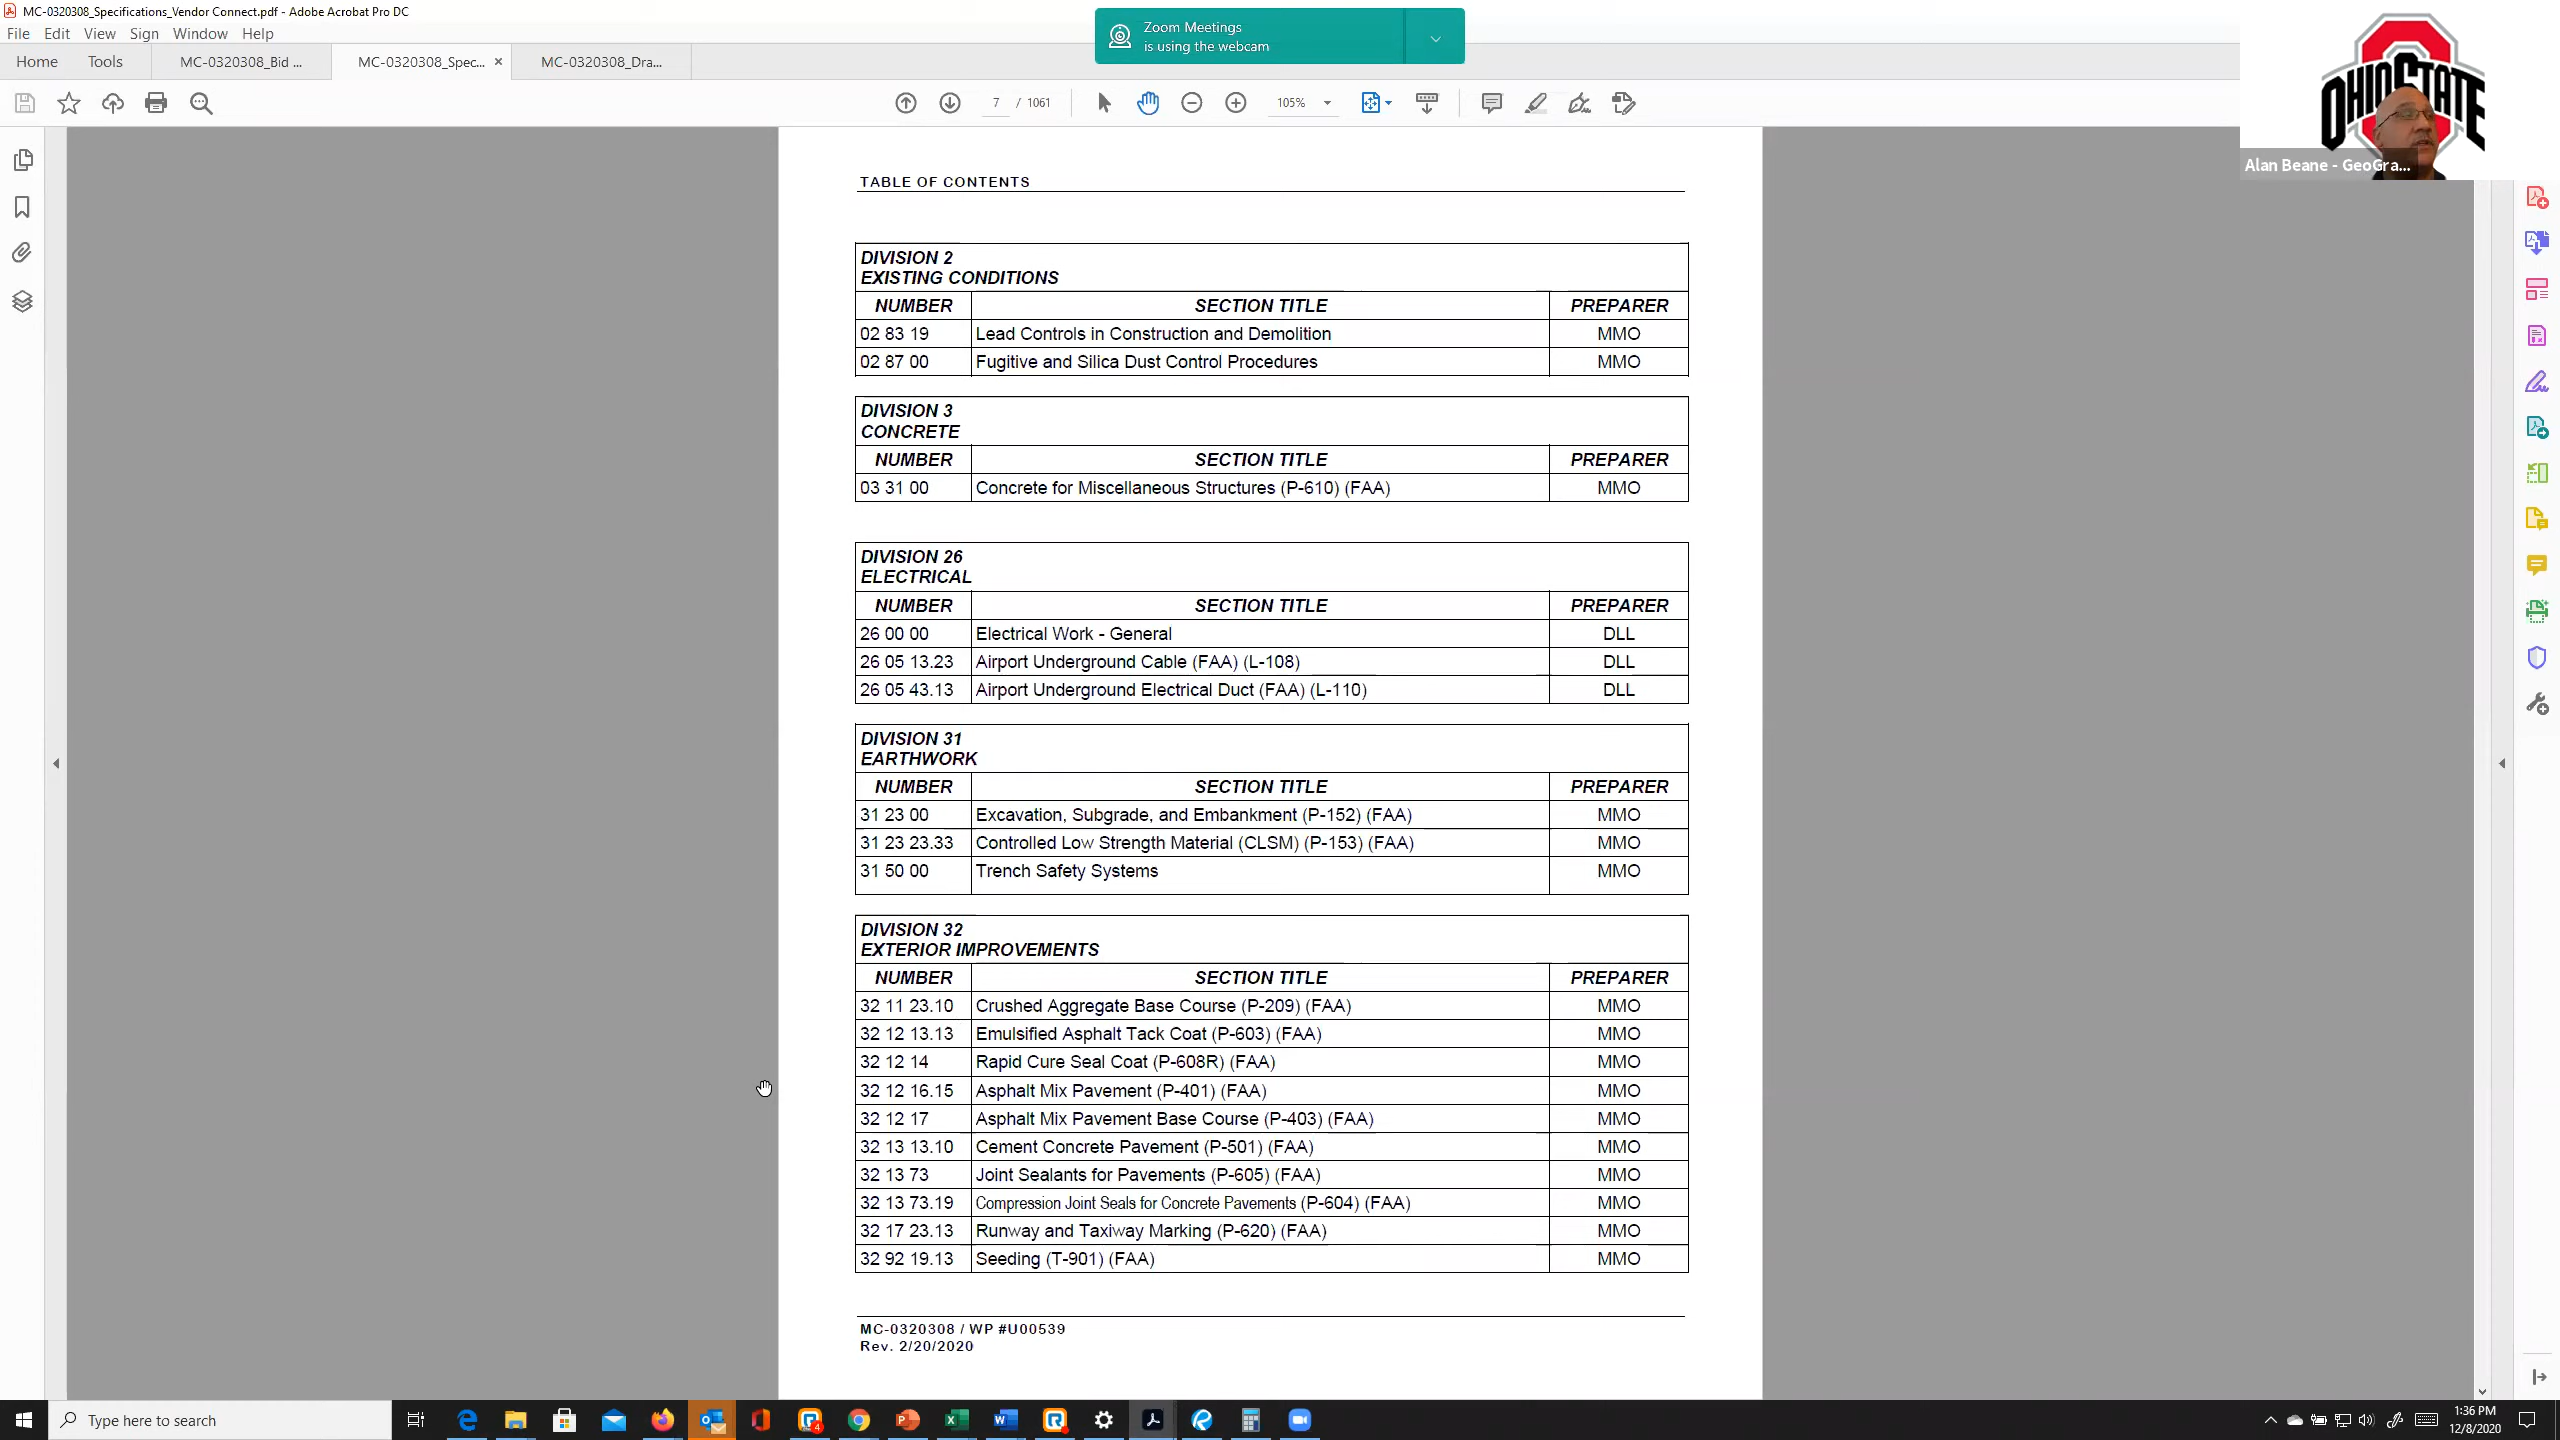 MC-0320308_Specifications_Vendor Connect.pdf - Adobe Acrobat Pro DC
File Edit View Sign Window Help
Zoom Meetings
is using the webcam
Home Tools MC-0320308_Bid ... MC-0320308_Spec... × MC-0320308_Dra...
7 / 1061 105%
OHIO STATE
Alan Beane - GeoGra...
TABLE OF CONTENTS
DIVISION 2
EXISTING CONDITIONS
NUMBER SECTION TITLE PREPARER
02 83 19 Lead Controls in Construction and Demolition MMO
02 87 00 Fugitive and Silica Dust Control Procedures MMO
DIVISION 3
CONCRETE
NUMBER SECTION TITLE PREPARER
03 31 00 Concrete for Miscellaneous Structures (P-610) (FAA) MMO
DIVISION 26
ELECTRICAL
NUMBER SECTION TITLE PREPARER
26 00 00 Electrical Work - General DLL
26 05 13.23 Airport Underground Cable (FAA) (L-108) DLL
26 05 43.13 Airport Underground Electrical Duct (FAA) (L-110) DLL
DIVISION 31
EARTHWORK
NUMBER SECTION TITLE PREPARER
31 23 00 Excavation, Subgrade, and Embankment (P-152) (FAA) MMO
31 23 23.33 Controlled Low Strength Material (CLSM) (P-153) (FAA) MMO
31 50 00 Trench Safety Systems MMO
DIVISION 32
EXTERIOR IMPROVEMENTS
NUMBER SECTION TITLE PREPARER
32 11 23.10 Crushed Aggregate Base Course (P-209) (FAA) MMO
32 12 13.13 Emulsified Asphalt Tack Coat (P-603) (FAA) MMO
32 12 14 Rapid Cure Seal Coat (P-608R) (FAA) MMO
32 12 16.15 Asphalt Mix Pavement (P-401) (FAA) MMO
32 12 17 Asphalt Mix Pavement Base Course (P-403) (FAA) MMO
32 13 13.10 Cement Concrete Pavement (P-501) (FAA) MMO
32 13 73 Joint Sealants for Pavements (P-605) (FAA) MMO
32 13 73.19 Compression Joint Seals for Concrete Pavements (P-604) (FAA) MMO
32 17 23.13 Runway and Taxiway Marking (P-620) (FAA) MMO
32 92 19.13 Seeding (T-901) (FAA) MMO
MC-0320308 / WP #U00539
Rev. 2/20/2020
Type here to search
1:36 PM
12/8/2020